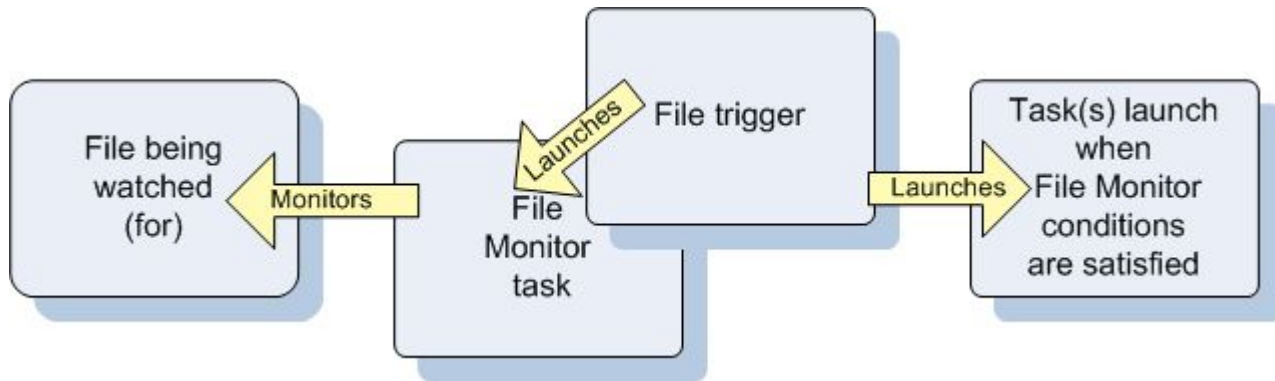 File being
watched
(for)
Monitors
File
Monitor
task
Launches
File trigger
Launches
Task(s) launch
when
File Monitor
conditions
are satisfied